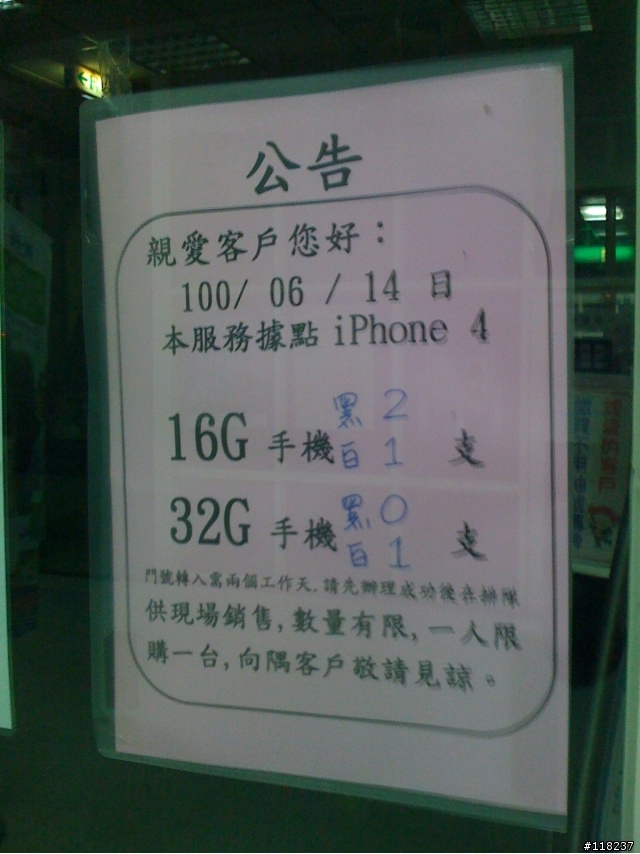 公告
親愛客戶您好：
100/ 06 / 14 日
本服務據點 iPhone 4
16G 手機 黑 2 支
白 1
32G 手機 黑 0 支
白 1
門號轉入需兩個工作天,請先辦理成功後在排隊
供現場銷售,數量有限,一人限
購一台,向隅客戶敬請見諒。
#118237